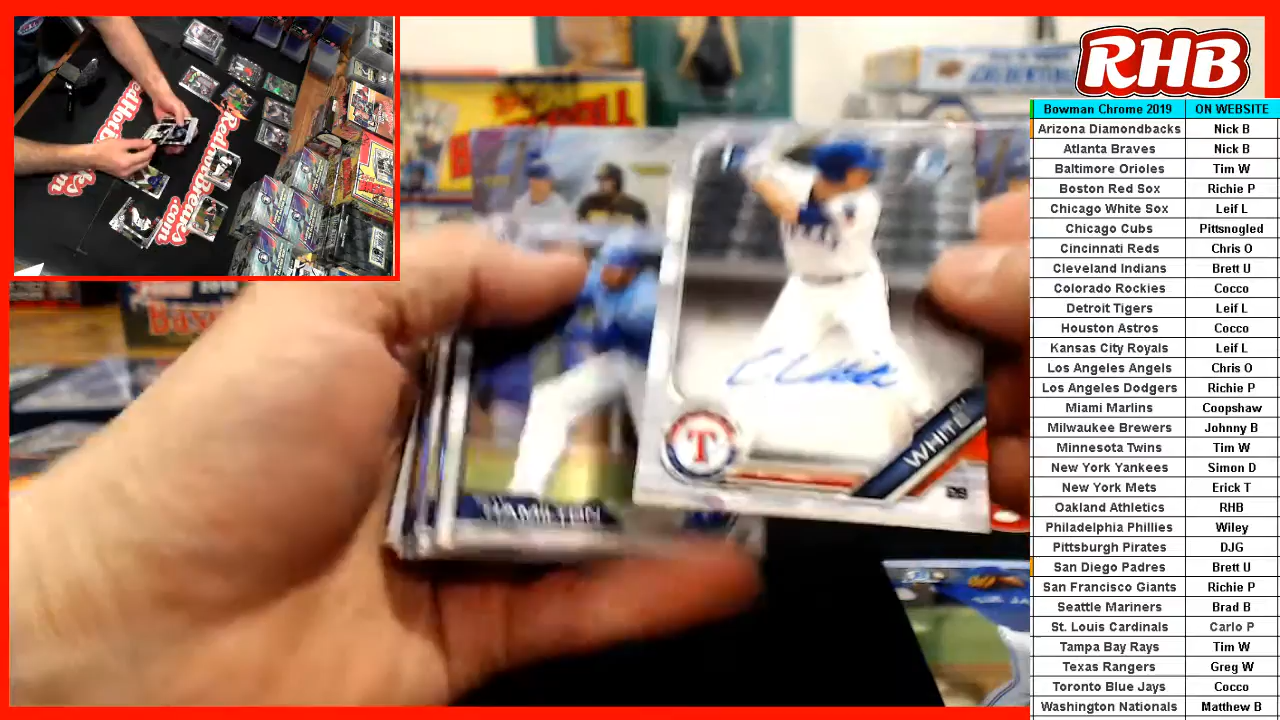 RHB
Bowman Chrome 2019 ON WEBSITE
Arizona Diamondbacks Nick B
Atlanta Braves Nick B
Baltimore Orioles Tim W
Boston Red Sox Richie P
Chicago White Sox Leif L
Chicago Cubs Pittsnogled
Cincinnati Reds Chris O
Cleveland Indians Brett U
Colorado Rockies Cocco
Detroit Tigers Leif L
Houston Astros Cocco
Kansas City Royals Leif L
Los Angeles Angels Chris O
Los Angeles Dodgers Richie P
Miami Marlins Coopshaw
Milwaukee Brewers Johnny B
Minnesota Twins Tim W
New York Yankees Simon D
New York Mets Erick T
Oakland Athletics RHB
Philadelphia Phillies Wiley
Pittsburgh Pirates DJG
San Diego Padres Brett U
San Francisco Giants Richie P
Seattle Mariners Brad B
St. Louis Cardinals Carlo P
Tampa Bay Rays Tim W
Texas Rangers Greg W
Toronto Blue Jays Cocco
Washington Nationals Matthew B
WHITE
T
HAMILTON
RedHotBreaks.com